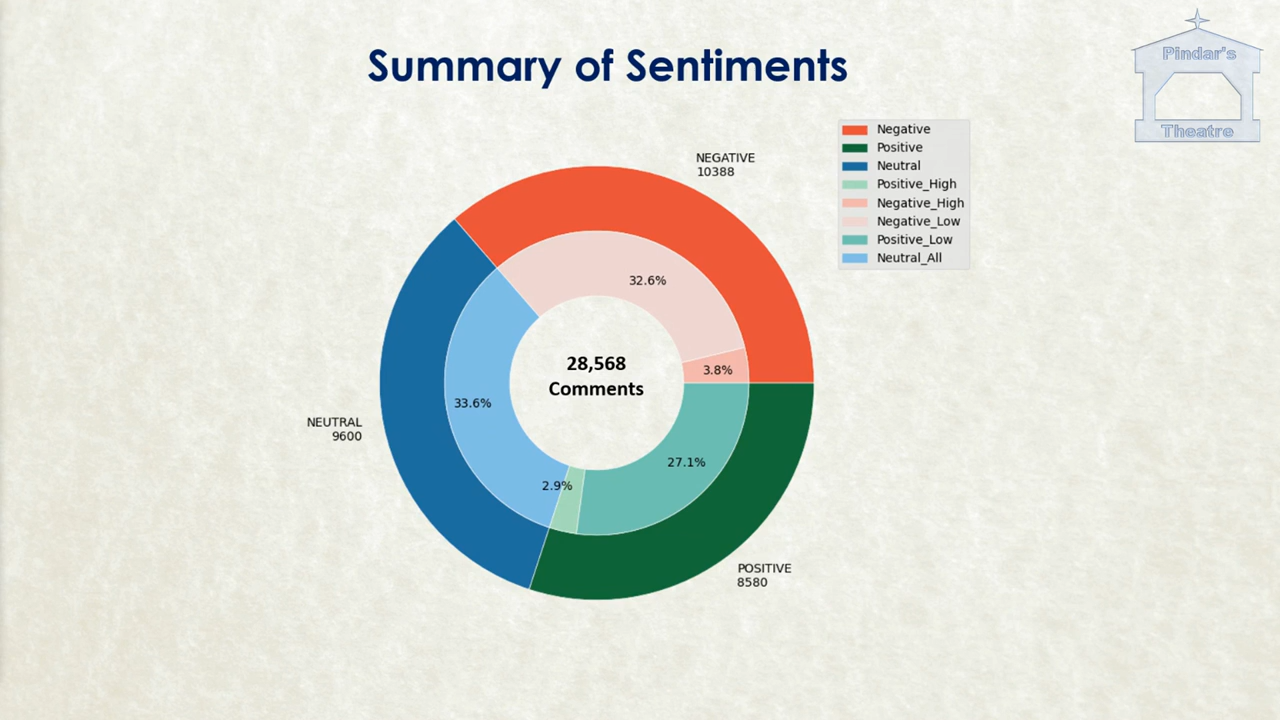 Summary of Sentiments
Pindar's
Theatre
Negative
Positive
Neutral
Positive_High
Negative_High
Negative_Low
Positive_Low
Neutral_All
NEGATIVE
10388
32.6%
3.8%
28,568
Comments
33.6%
NEUTRAL
9600
27.1%
2.9%
POSITIVE
8580